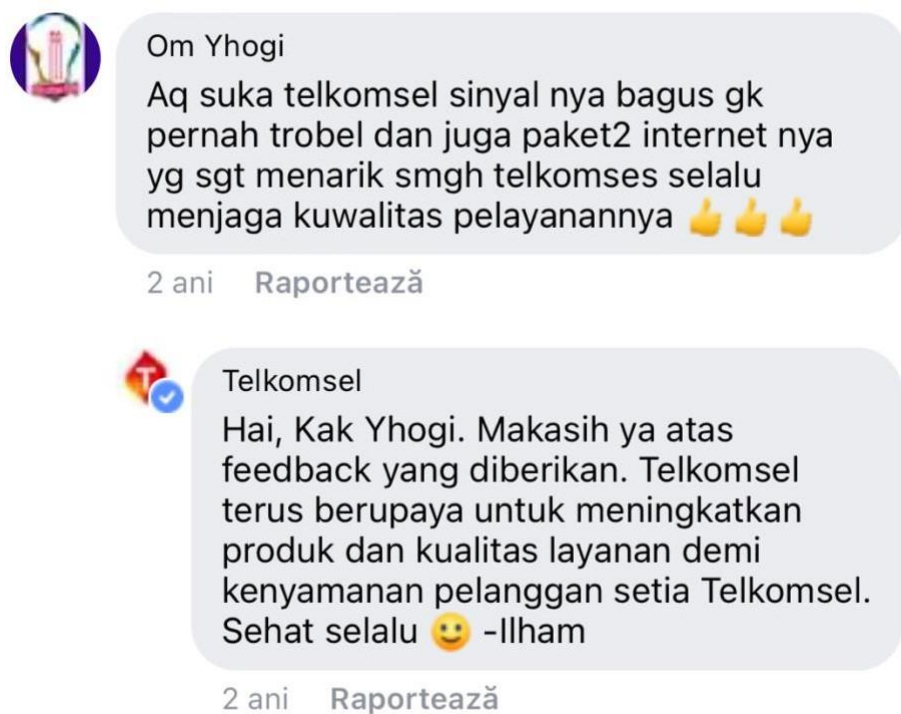 Om Yhogi
Aq suka telkomsel sinyal nya bagus gk
pernah trobel dan juga paket2 internet nya
yg sgt menarik smgh telkomses selalu
menjaga kuwalitas pelayanannya 👍👍👍
2 ani Raportează
T
Telkomsel
Hai, Kak Yhogi. Makasih ya atas
feedback yang diberikan. Telkomsel
terus berupaya untuk meningkatkan
produk dan kualitas layanan demi
kenyamanan pelanggan setia Telkomsel.
Sehat selalu 🙂 -Ilham
2 ani Raportează